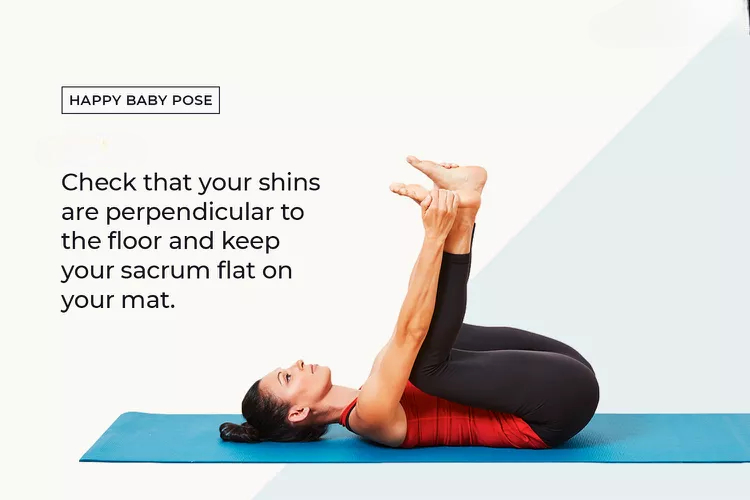 HAPPY BABY POSE
Check that your shins
are perpendicular to
the floor and keep
your sacrum flat on
your mat.